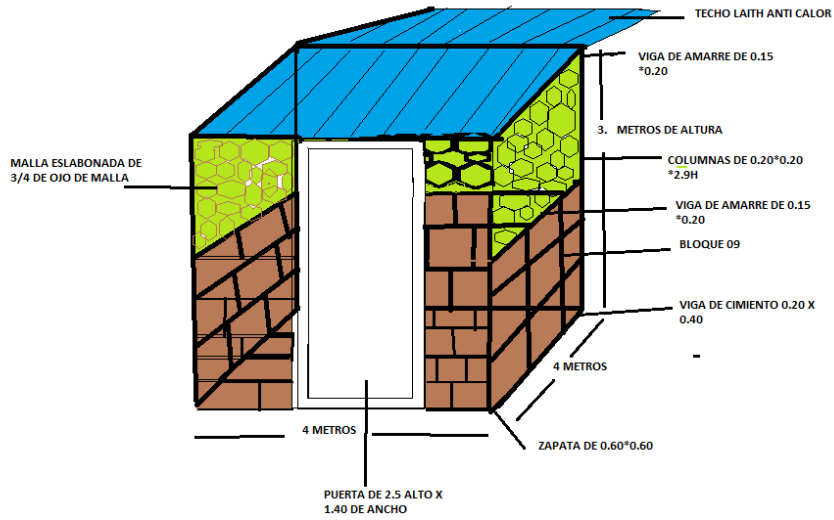 TECHO LAITH ANTI CALOR
VIGA DE AMARRE DE 0.15
*0.20
3. METROS DE ALTURA
MALLA ESLABONADA DE
3/4 DE OJO DE MALLA
COLUMNAS DE 0.20*0.20
*2.9H
VIGA DE AMARRE DE 0.15
*0.20
BLOQUE 09
VIGA DE CIMIENTO 0.20 X
0.40
4 METROS
4 METROS
ZAPATA DE 0.60*0.60
PUERTA DE 2.5 ALTO X
1.40 DE ANCHO